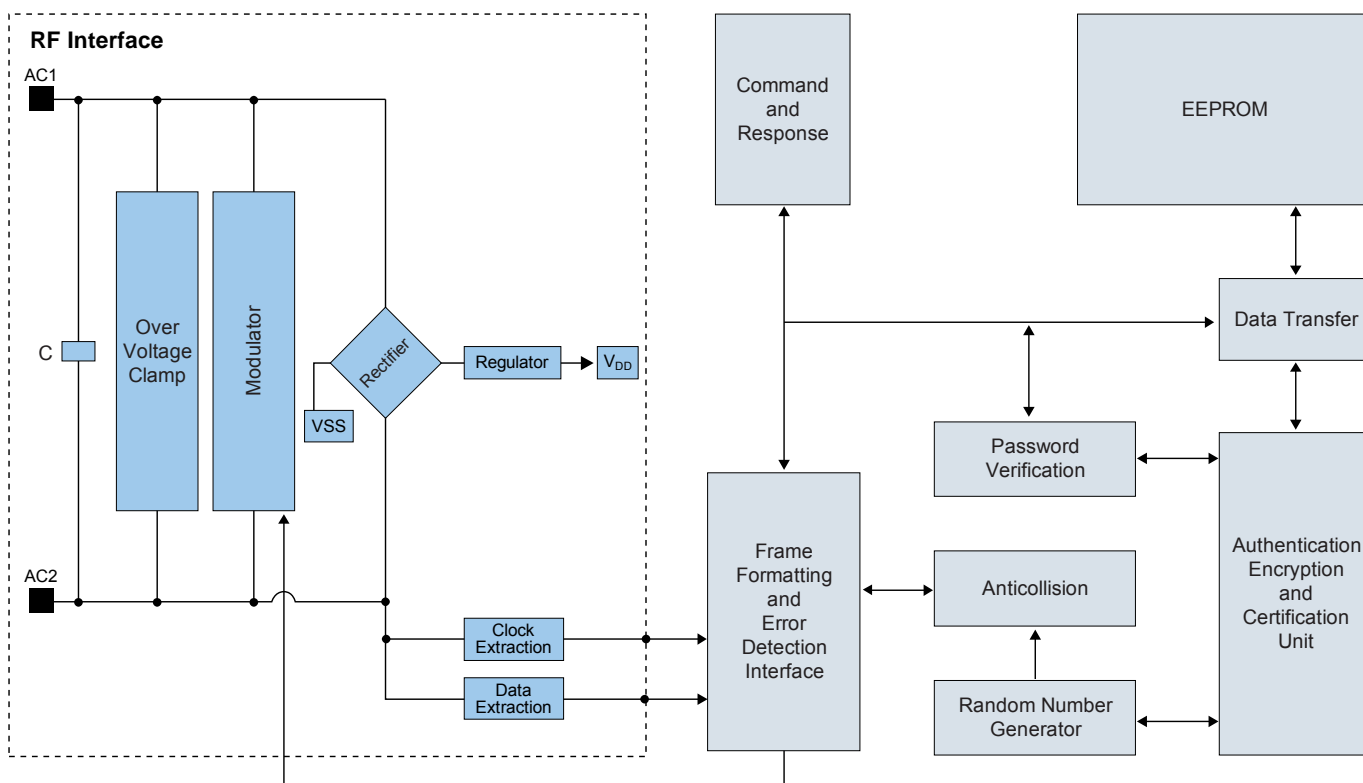 RF Interface
AC1
C
Over
Voltage
Clamp
Modulator
Rectifier
VSS
Regulator
VDD
AC2
Clock
Extraction
Data
Extraction
Command
and
Response
EEPROM
Data Transfer
Password
Verification
Frame
Formatting
and
Error
Detection
Interface
Anticollision
Random Number
Generator
Authentication
Encryption
and
Certification
Unit